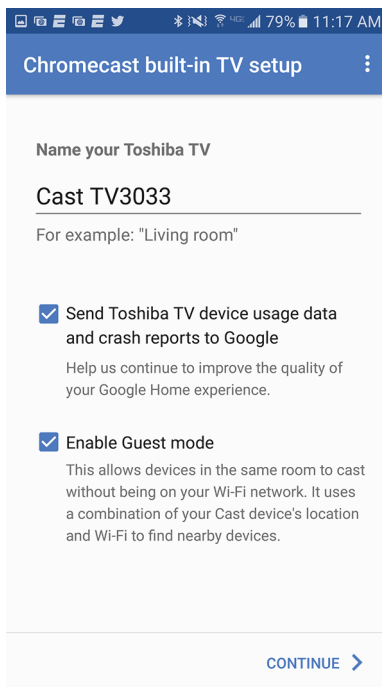 4G 79% 11:17 AM
Chromecast built-in TV setup
Name your Toshiba TV
Cast TV3033
For example: "Living room"
Send Toshiba TV device usage data
and crash reports to Google
Help us continue to improve the quality of
your Google Home experience.
Enable Guest mode
This allows devices in the same room to cast
without being on your Wi-Fi network. It uses
a combination of your Cast device's location
and Wi-Fi to find nearby devices.
CONTINUE